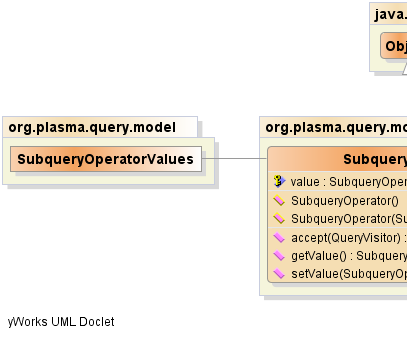 java.
Obj
org.plasma.query.model
SubqueryOperatorValues
org.plasma.query.mo
Subquery
value : SubqueryOper
SubqueryOperator()
SubqueryOperator(Su
accept(QueryVisitor) :
getValue() : Subquery
setValue(SubqueryOp
yWorks UML Doclet